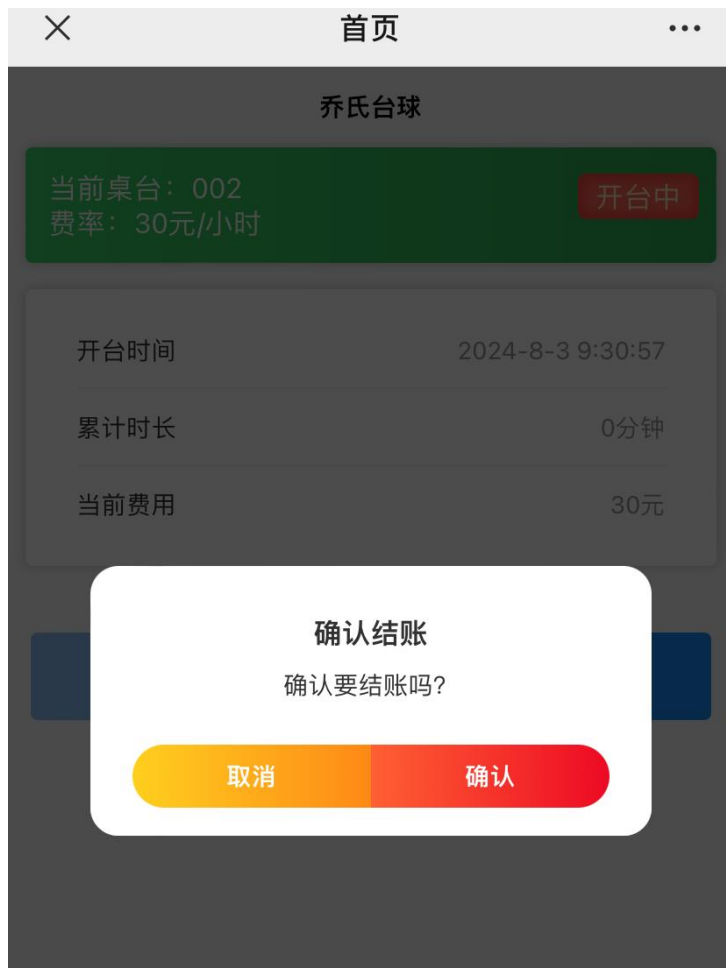 首页
乔氏台球
当前桌台：002
开台中
费率：30元/小时
开台时间 2024-8-3 9:30:57
累计时长 0分钟
当前费用 30元
确认结账
确认要结账吗?
取消 确认